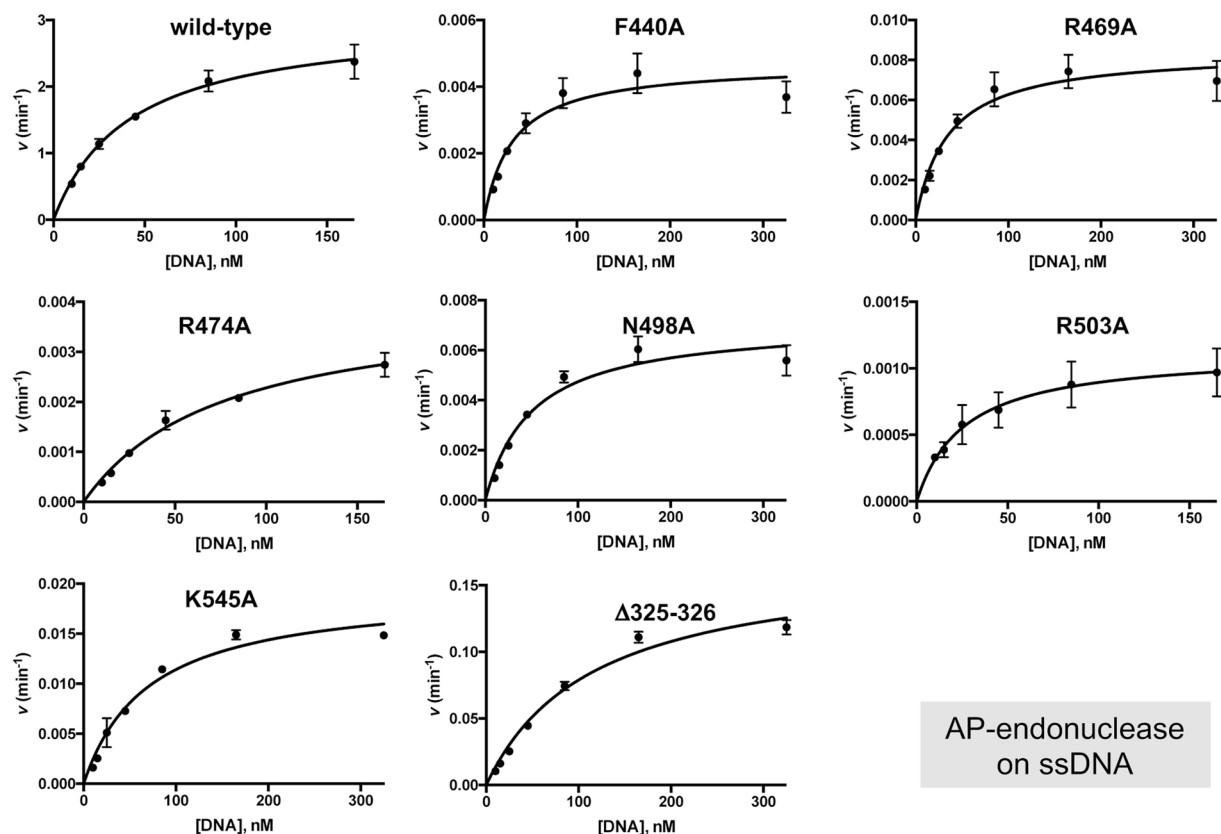 wild-type
3
2
1
0
v (min⁻¹)
0
50
100
150
[DNA], nM
F440A
0.006
0.004
0.002
0.000
v (min⁻¹)
0
100
200
300
[DNA], nM
R469A
0.010
0.008
0.006
0.004
0.002
0.000
v (min⁻¹)
0
100
200
300
[DNA], nM
R474A
0.004
0.003
0.002
0.001
0.000
v (min⁻¹)
0
50
100
150
[DNA], nM
N498A
0.008
0.006
0.004
0.002
0.000
v (min⁻¹)
0
100
200
300
[DNA], nM
R503A
0.0015
0.0010
0.0005
0.0000
v (min⁻¹)
0
50
100
150
[DNA], nM
K545A
0.020
0.015
0.010
0.005
0.000
v (min⁻¹)
0
100
200
300
[DNA], nM
Δ325-326
0.15
0.10
0.05
0.00
v (min⁻¹)
0
100
200
300
[DNA], nM
AP-endonuclease
on ssDNA